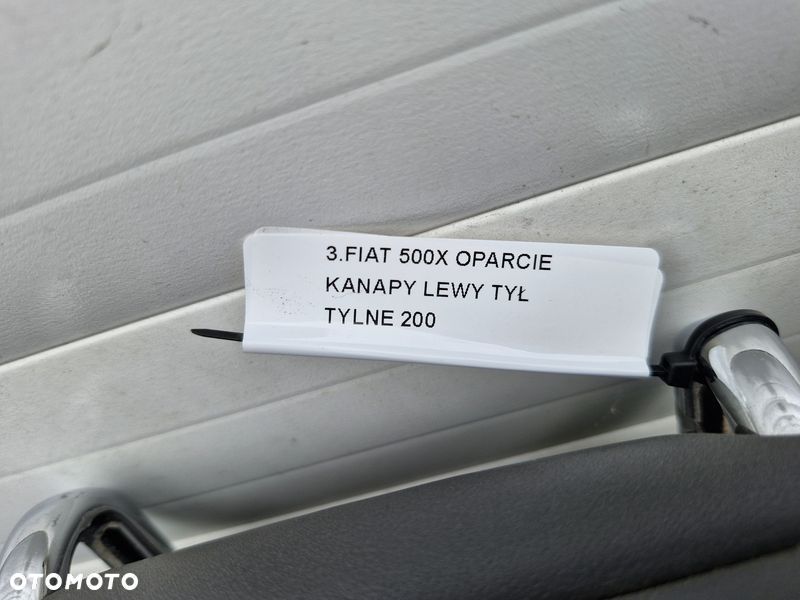 3.FIAT 500X OPARCIE
KANAPY LEWY TYŁ
TYLNE 200
OTOMOTO